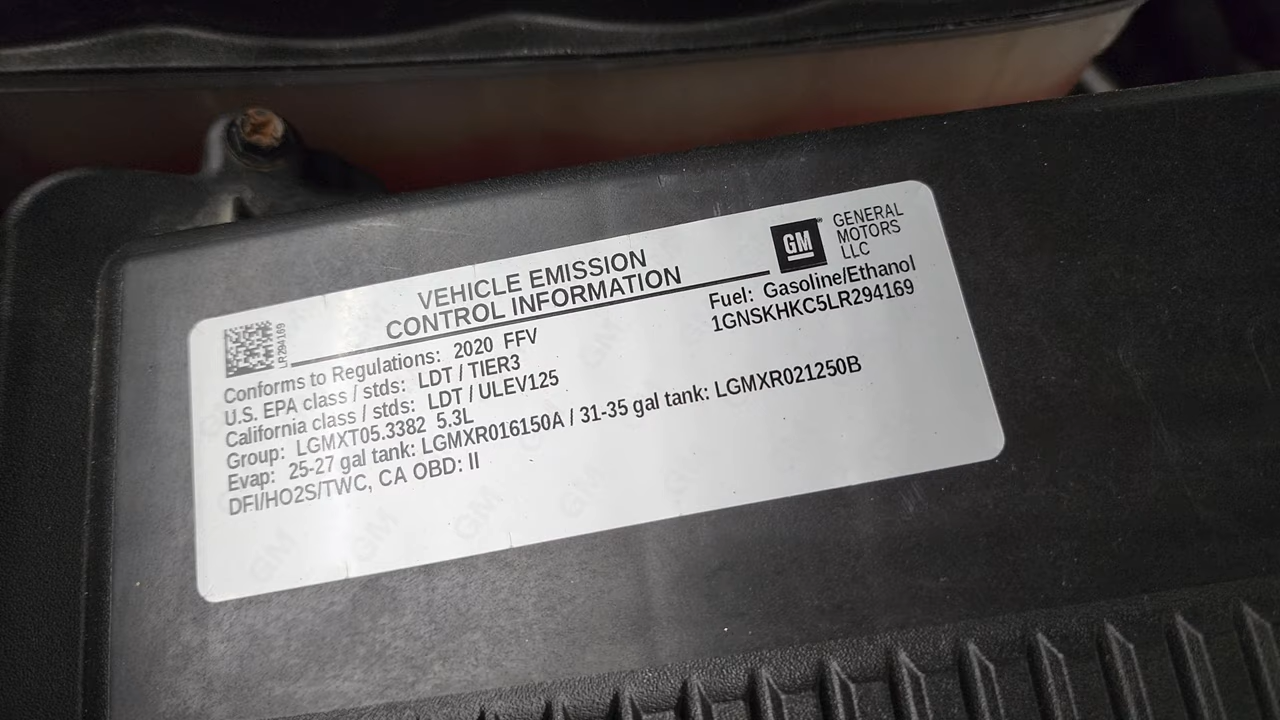 GM
GENERAL
MOTORS
LLC
VEHICLE EMISSION
CONTROL INFORMATION
Fuel: Gasoline/Ethanol
1GNSKHKC5LR294169
LR294169
Conforms to Regulations: 2020 FFV
U.S. EPA class / stds: LDT / TIER3
California class / stds: LDT / ULEV125
Group: LGMXT05.3382 5.3L
Evap: 25-27 gal tank: LGMXR016150A / 31-35 gal tank: LGMXR021250B
DFI/HO2S/TWC, CA OBD: II